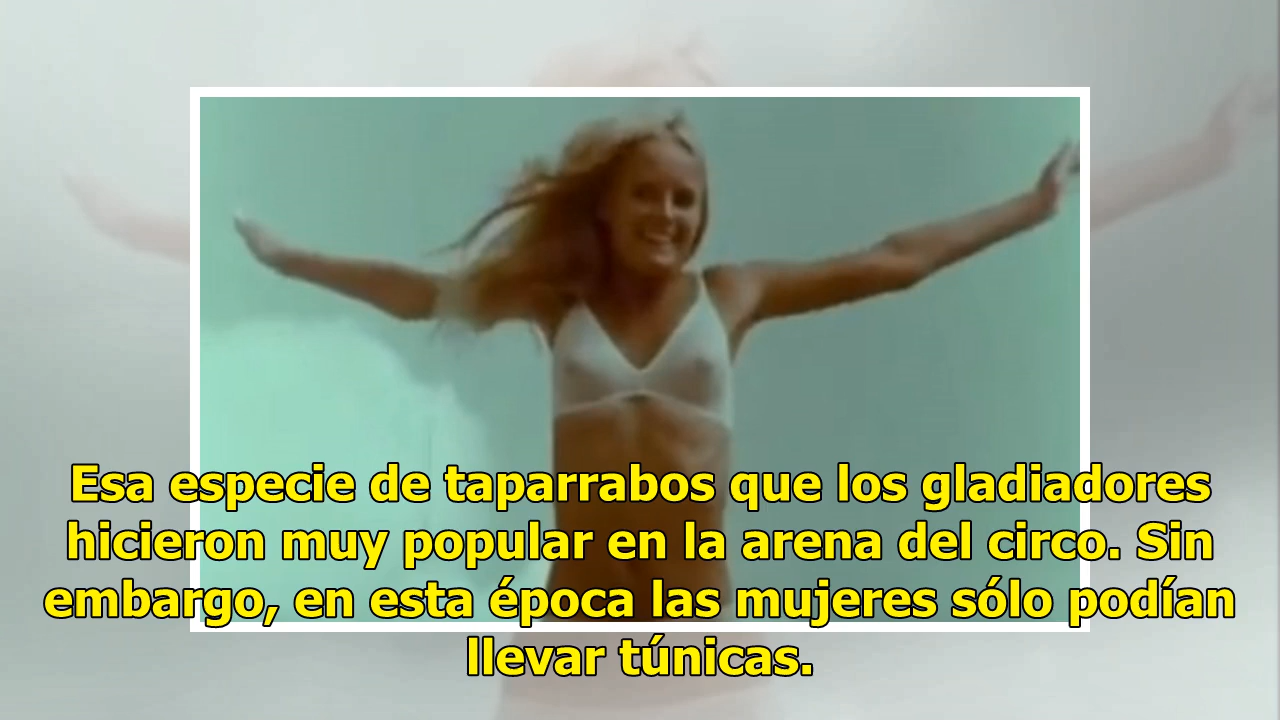 Esa especie de taparrabos que los gladiadores
hicieron muy popular en la arena del circo. Sin
embargo, en esta época las mujeres sólo podían
llevar túnicas.